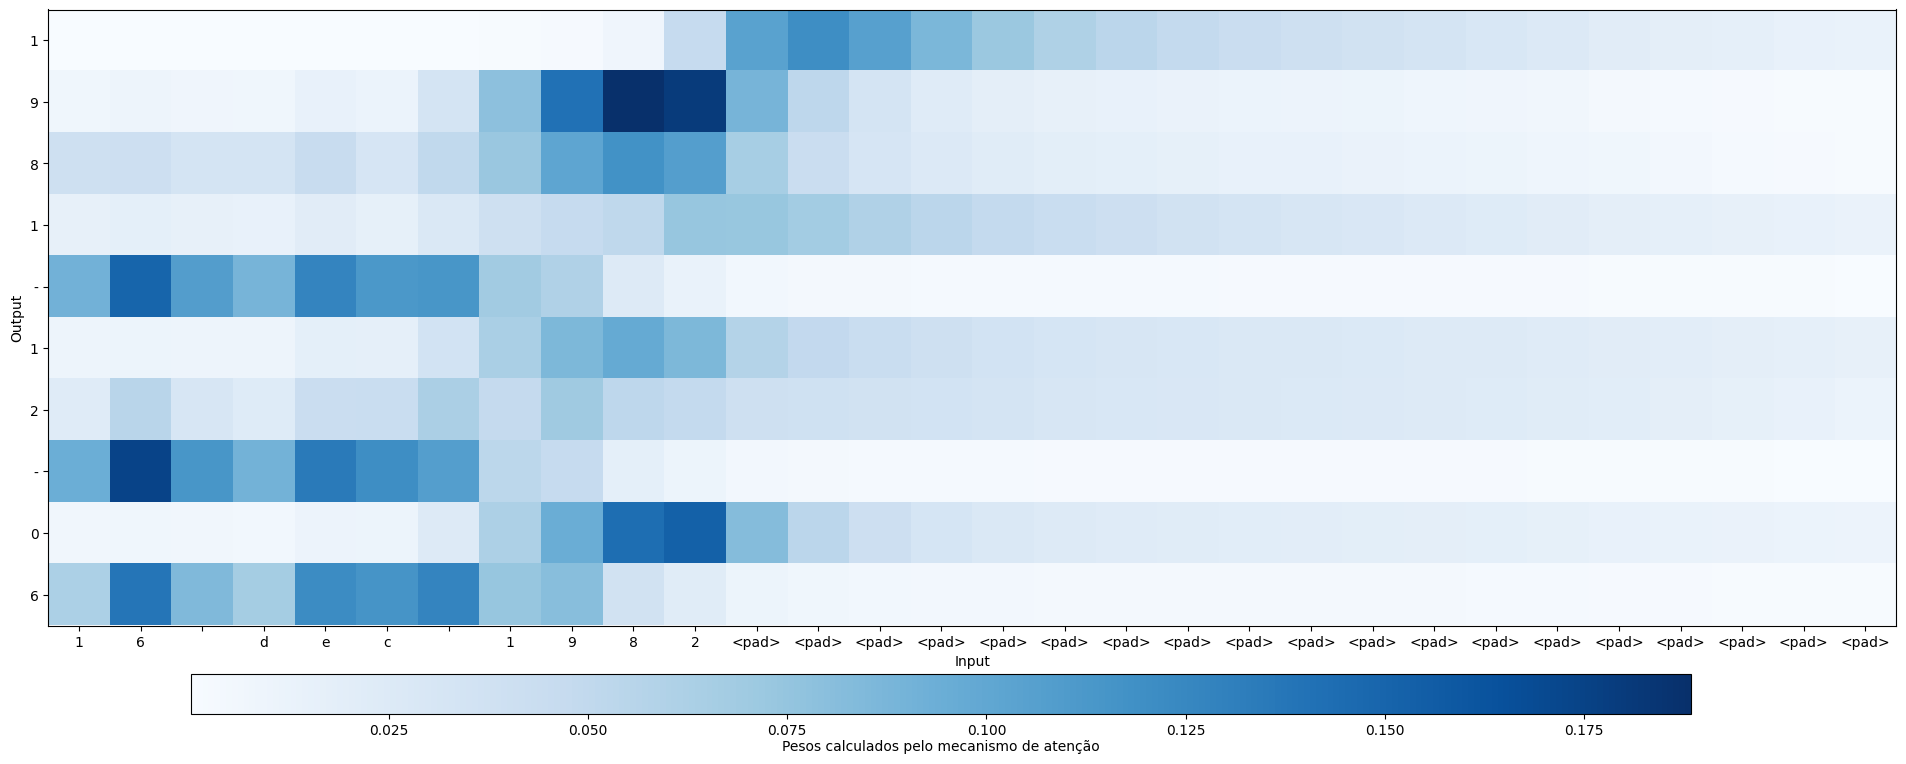 1
9
8
1
-
1
2
-
0
6
Output
1 6 d e c 1 9 8 2 <pad> <pad> <pad> <pad> <pad> <pad> <pad> <pad> <pad> <pad> <pad> <pad> <pad> <pad> <pad> <pad> <pad> <pad> <pad>
Input
0.025 0.050 0.075 0.100 0.125 0.150 0.175
Pesos calculados pelo mecanismo de atenção